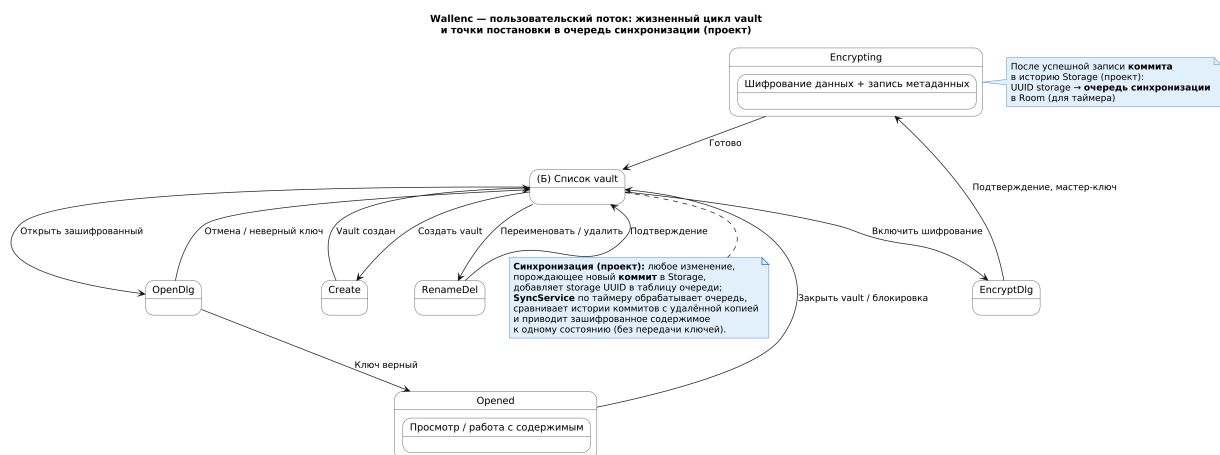 Wallenc — пользовательский поток: жизненный цикл vault
и точки постановки в очередь синхронизации (проект)
Encrypting
Шифрование данных + запись метаданных
После успешной записи коммита
в историю Storage (проект):
UUID storage → очередь синхронизации
в Room (для таймера)
Готово
(Б) Список vault
Подтверждение, мастер-ключ
Открыть зашифрованный
Отмена / неверный ключ
Vault создан
Создать vault
Переименовать / удалить
Подтверждение
Включить шифрование
OpenDlg
Create
RenameDel
Синхронизация (проект): любое изменение,
порождающее новый коммит в Storage,
добавляет storage UUID в таблицу очереди;
SyncService по таймеру обрабатывает очередь,
сравнивает истории коммитов с удалённой копией
и приводит зашифрованное содержимое
к одному состоянию (без передачи ключей).
EncryptDlg
Закрыть vault / блокировка
Ключ верный
Opened
Просмотр / работа с содержимым